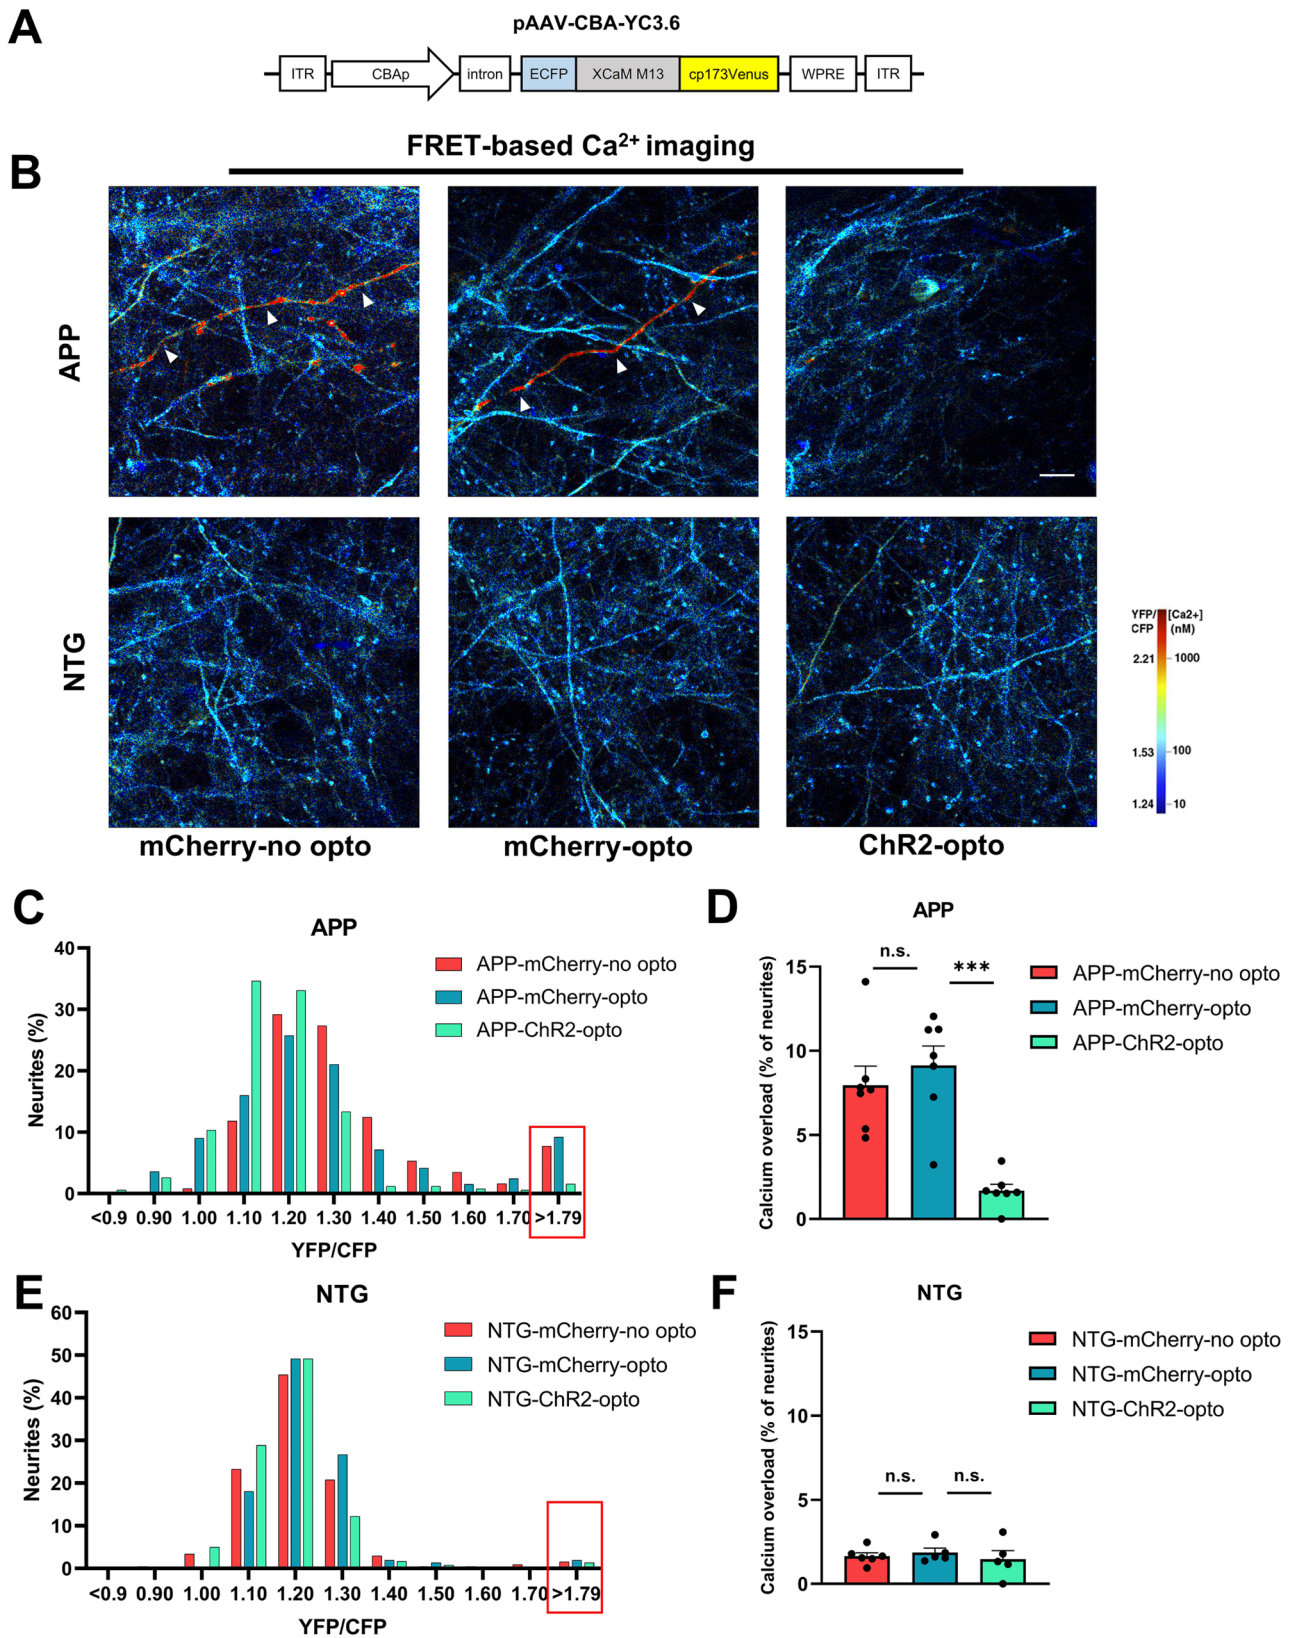 A
pAAV-CBA-YC3.6
ITR CBAp intron ECFP XCaM M13 cp173Venus WPRE ITR
FRET-based Ca2+ imaging
B
APP
NTG
YFP/ [Ca2+]
CFP (nM)
2.21 1000
1.53 100
1.24 10
mCherry-no opto mCherry-opto ChR2-opto
C
APP
Neurites (%)
40
30
20
10
0
<0.9 0.90 1.00 1.10 1.20 1.30 1.40 1.50 1.60 1.70 >1.79
YFP/CFP
APP-mCherry-no opto
APP-mCherry-opto
APP-ChR2-opto
D
APP
Calcium overload (% of neurites)
15
10
5
0
n.s. ***
APP-mCherry-no opto
APP-mCherry-opto
APP-ChR2-opto
E
NTG
Neurites (%)
60
50
40
30
20
10
0
<0.9 0.90 1.00 1.10 1.20 1.30 1.40 1.50 1.60 1.70 >1.79
YFP/CFP
NTG-mCherry-no opto
NTG-mCherry-opto
NTG-ChR2-opto
F
NTG
Calcium overload (% of neurites)
15
10
5
0
n.s. n.s.
NTG-mCherry-no opto
NTG-mCherry-opto
NTG-ChR2-opto